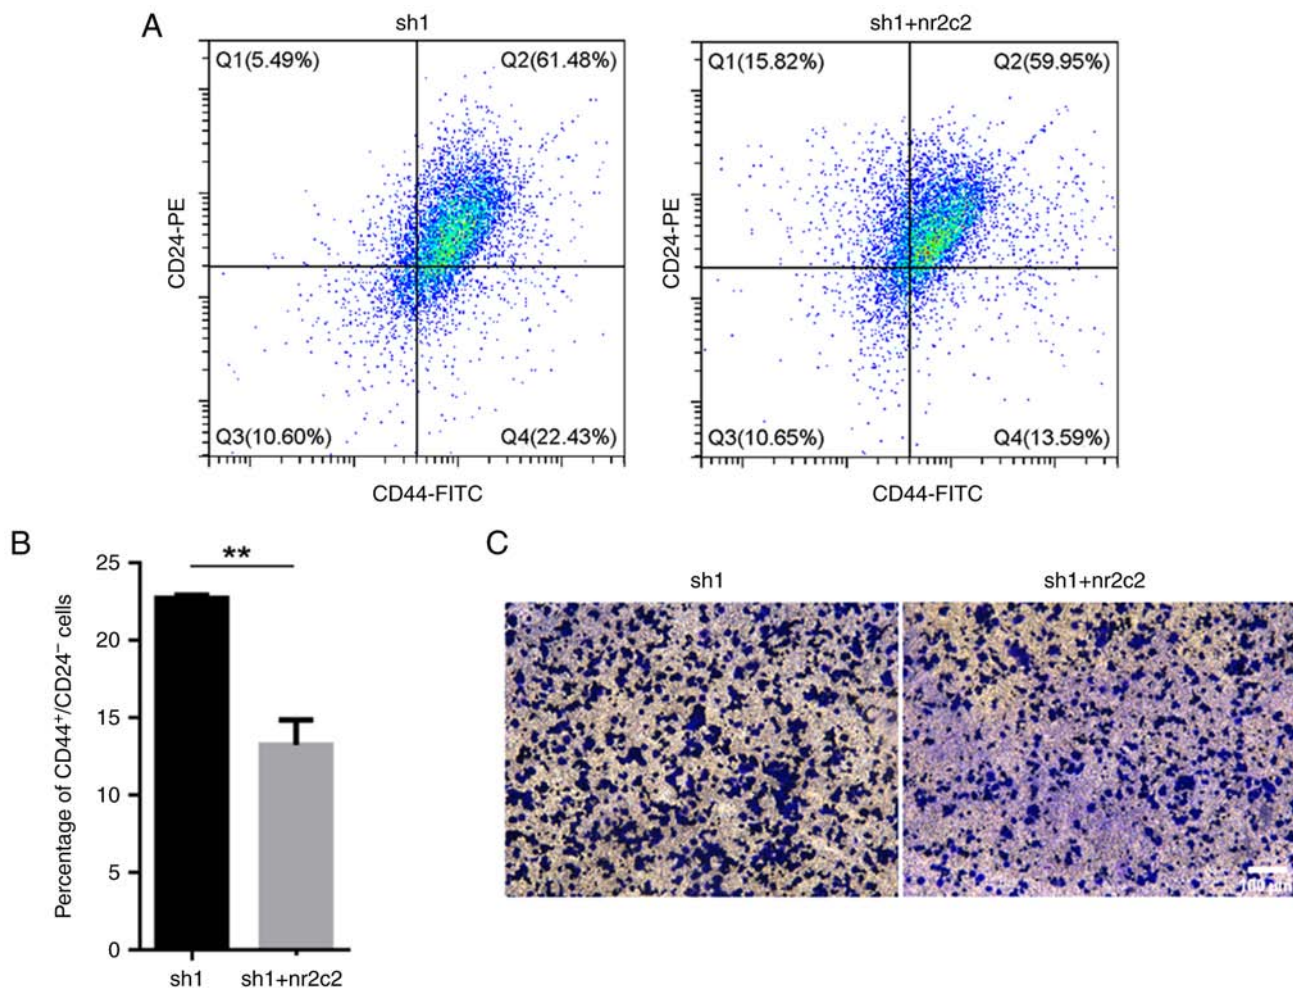 A
sh1
sh1+nr2c2
Q1(5.49%)
Q2(61.48%)
Q1(15.82%)
Q2(59.95%)
CD24-PE
CD24-PE
Q3(10.60%)
Q4(22.43%)
Q3(10.65%)
Q4(13.59%)
CD44-FITC
CD44-FITC
B
**
25
20
15
10
5
0
Percentage of CD44⁺/CD24⁻ cells
sh1
sh1+nr2c2
C
sh1
sh1+nr2c2
100 μm